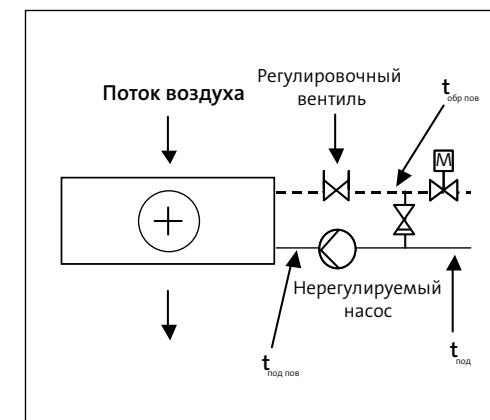 Регулировочный
вентиль
Поток воздуха
t обр пов
M
Нерегулируемый
насос
t под пов
t под